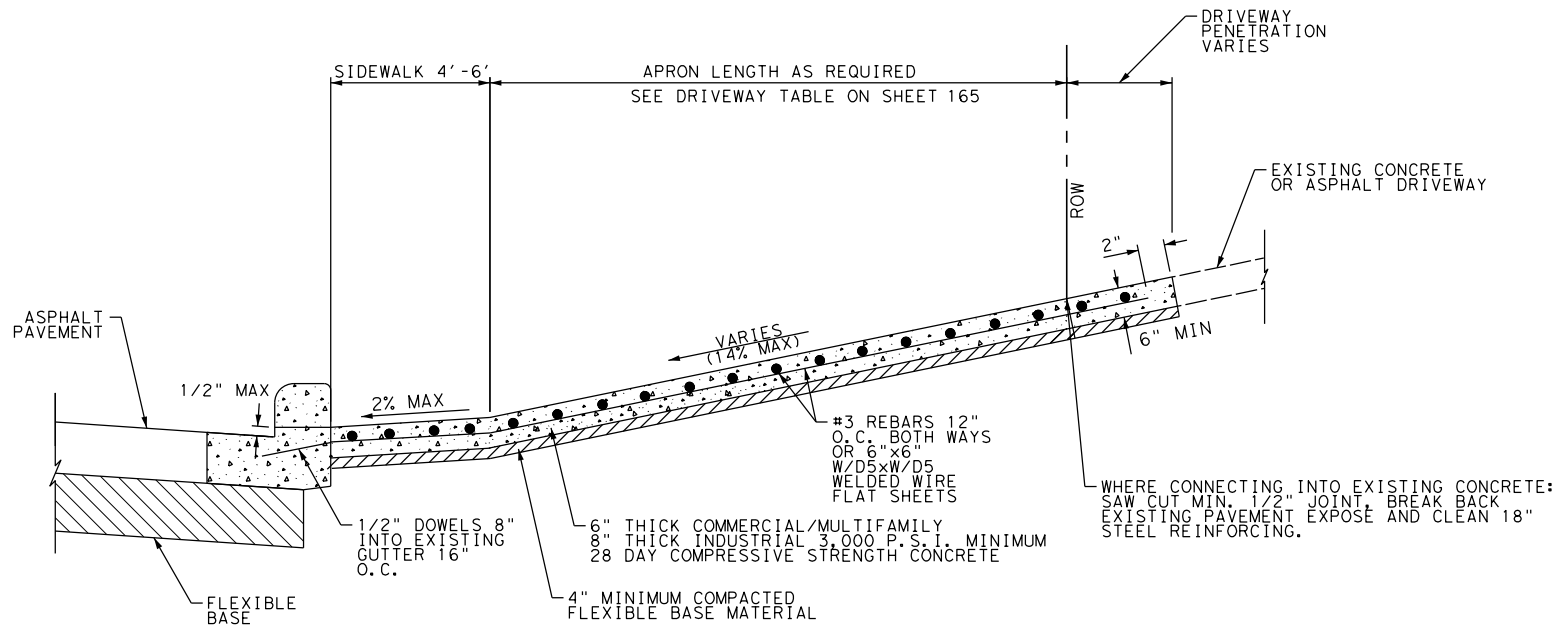 DRIVEWAY
PENETRATION
VARIES
SIDEWALK 4'-6'
APRON LENGTH AS REQUIRED
SEE DRIVEWAY TABLE ON SHEET 165
EXISTING CONCRETE
OR ASPHALT DRIVEWAY
ROW
2"
ASPHALT
PAVEMENT
VARIES
(14% MAX)
6" MIN
1/2" MAX
2% MAX
#3 REBARS 12"
O.C. BOTH WAYS
OR 6"x6"
W/D5xW/D5
WELDED WIRE
FLAT SHEETS
WHERE CONNECTING INTO EXISTING CONCRETE:
SAW CUT MIN. 1/2" JOINT, BREAK BACK
EXISTING PAVEMENT EXPOSE AND CLEAN 18"
STEEL REINFORCING.
1/2" DOWELS 8"
INTO EXISTING
GUTTER 16"
O.C.
6" THICK COMMERCIAL/MULTIFAMILY
8" THICK INDUSTRIAL 3,000 P.S.I. MINIMUM
28 DAY COMPRESSIVE STRENGTH CONCRETE
4" MINIMUM COMPACTED
FLEXIBLE BASE MATERIAL
FLEXIBLE
BASE